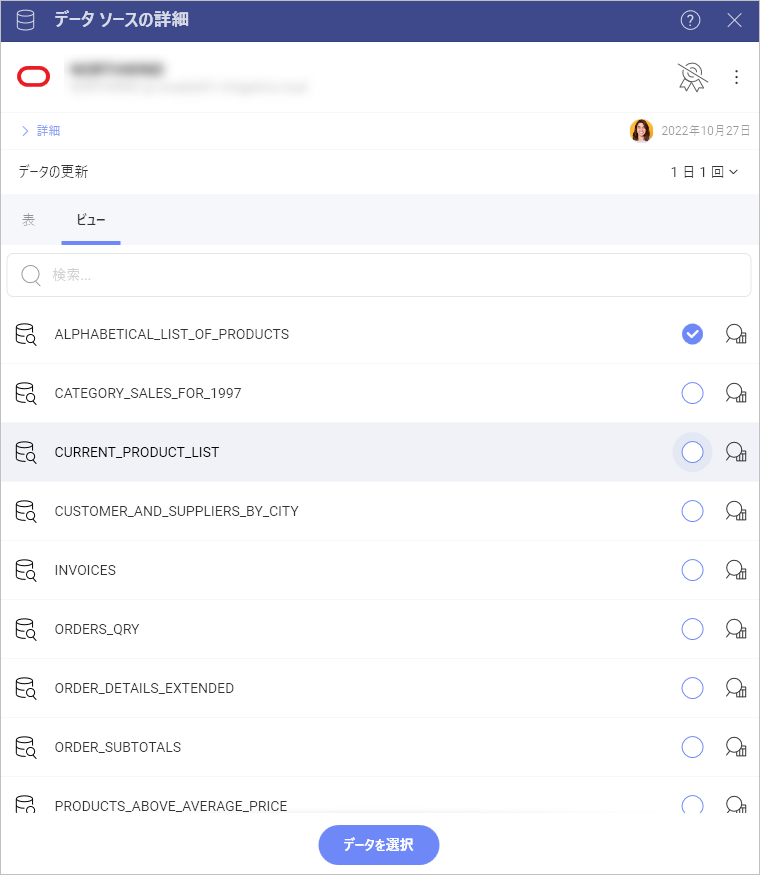 データ ソースの詳細
詳細
2022年10月27日
データの更新
1 日 1 回
表
ビュー
検索...
ALPHABETICAL_LIST_OF_PRODUCTS
CATEGORY_SALES_FOR_1997
CURRENT_PRODUCT_LIST
CUSTOMER_AND_SUPPLIERS_BY_CITY
INVOICES
ORDERS_QRY
ORDER_DETAILS_EXTENDED
ORDER_SUBTOTALS
PRODUCTS_ABOVE_AVERAGE_PRICE
データを選択